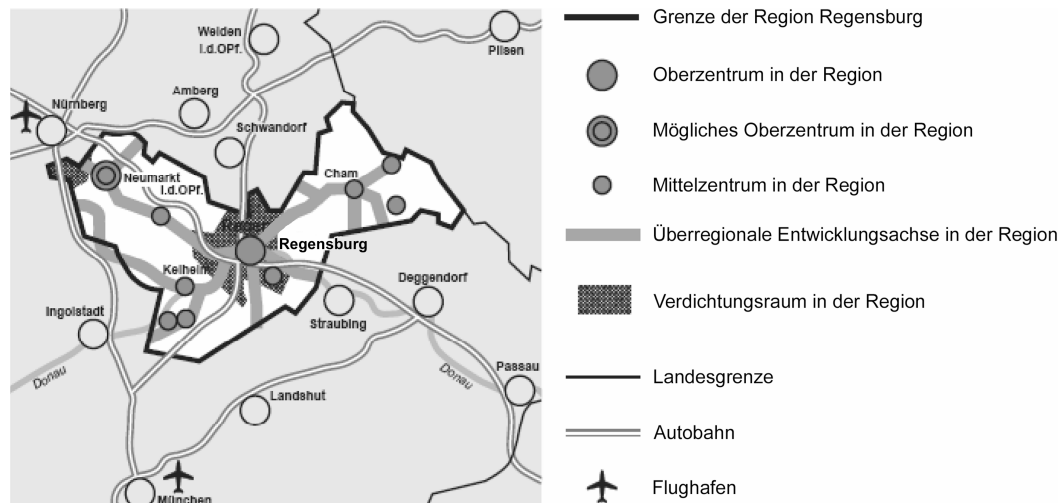 Weiden
I.d.OPf.
Pilsen
Amberg
Nürnberg
Schwandorf
Neumarkt
I.d.OPf.
Cham
Regensburg
Kelheim
Deggendorf
Ingolstadt
Straubing
Donau
Donau
Passau
Landshut
München
Grenze der Region Regensburg
Oberzentrum in der Region
Mögliches Oberzentrum in der Region
Mittelzentrum in der Region
Überregionale Entwicklungsachse in der Region
Verdichtungsraum in der Region
Landesgrenze
Autobahn
Flughafen